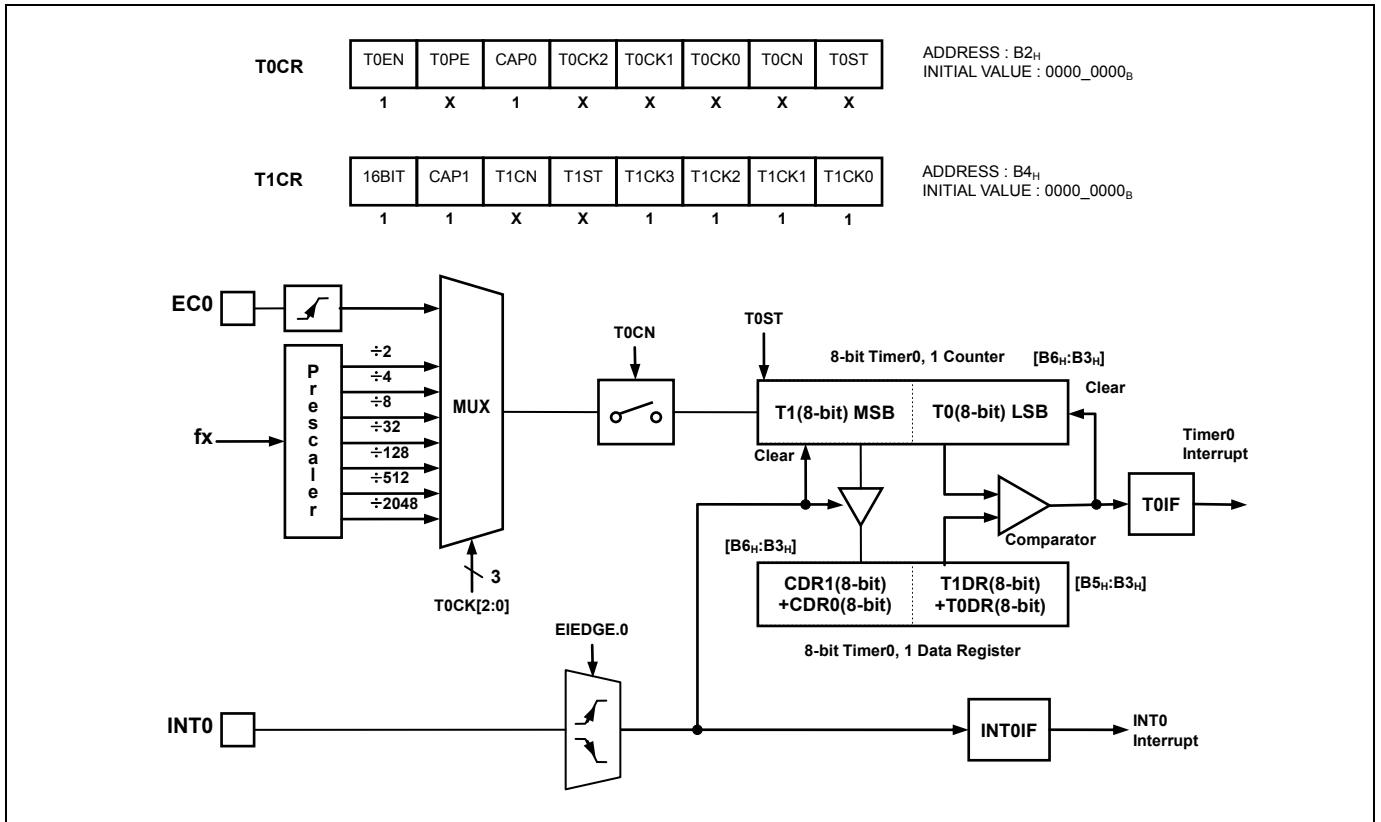 T0CR
T0EN T0PE CAP0 T0CK2 T0CK1 T0CK0 T0CN T0ST
1 X 1 X X X X X
ADDRESS : B2H
INITIAL VALUE : 0000_0000B
T1CR
16BIT CAP1 T1CN T1ST T1CK3 T1CK2 T1CK1 T1CK0
1 1 X X 1 1 1 1
ADDRESS : B4H
INITIAL VALUE : 0000_0000B
EC0
fx
Prescaler
÷2
÷4
÷8
÷32
÷128
÷512
÷2048
MUX
3
T0CK[2:0]
T0CN
T0ST
8-bit Timer0, 1 Counter
[B6H:B3H]
T1(8-bit) MSB
T0(8-bit) LSB
Clear
Clear
Comparator
T0IF
Timer0
Interrupt
[B6H:B3H]
CDR1(8-bit)
+CDR0(8-bit)
T1DR(8-bit)
+T0DR(8-bit)
[B5H:B3H]
8-bit Timer0, 1 Data Register
EIEDGE.0
INT0
INT0IF
INT0
Interrupt